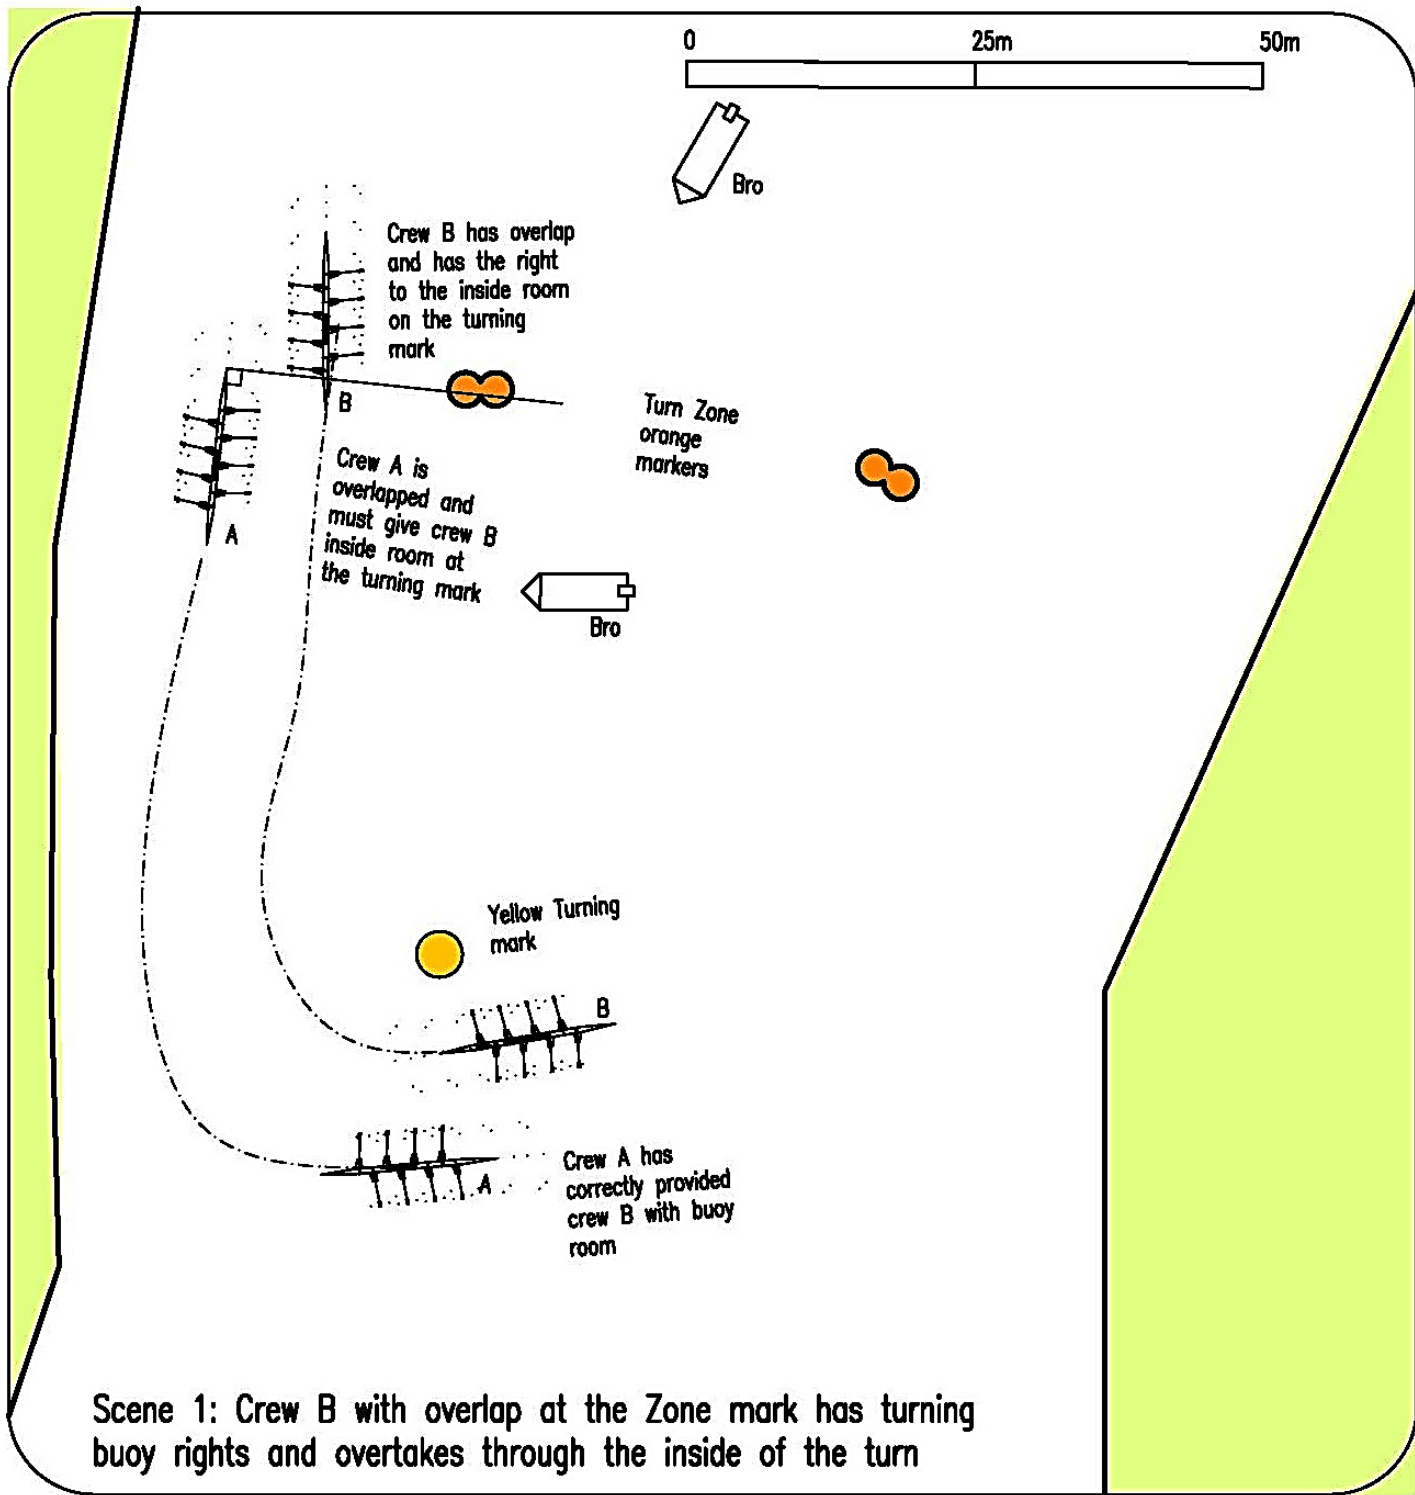 0 25m 50m
Bro
Crew B has overlap
and has the right
to the inside room
on the turning
mark
B
Turn Zone
orange
markers
Crew A is
overlapped and
must give crew B
inside room at
the turning mark
A
Bro
Yellow Turning
mark
B
A
Crew A has
correctly provided
crew B with buoy
room
Scene 1: Crew B with overlap at the Zone mark has turning
buoy rights and overtakes through the inside of the turn